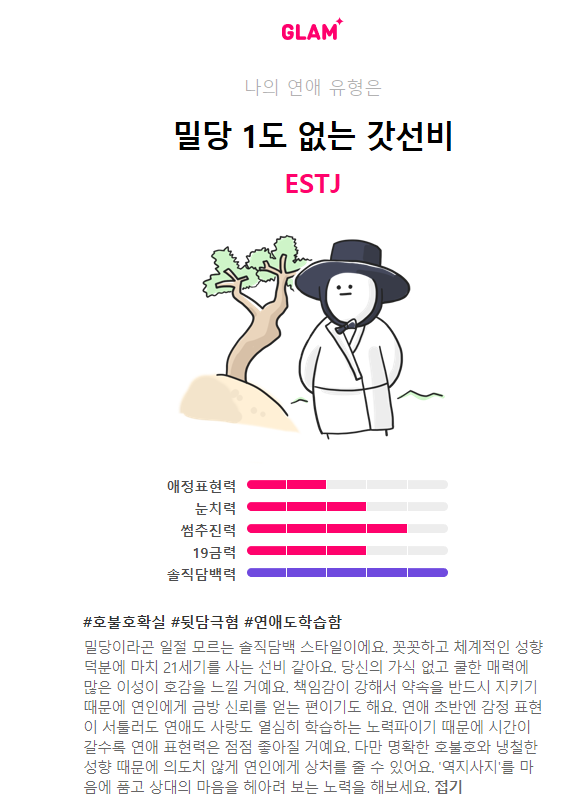 GLAM
나의 연애 유형은
밀당 1도 없는 갓선비
ESTJ
애정표현력
눈치력
썸추진력
19금력
솔직담백력
#호불호확실 #뒷담극혐 #연애도학습함
밀당이라곤 일절 모르는 솔직담백 스타일이에요. 꼿꼿하고 체계적인 성향
덕분에 마치 21세기를 사는 선비 같아요. 당신의 가식 없고 쿨한 매력에
많은 이성이 호감을 느낄 거예요. 책임감이 강해서 약속을 반드시 지키기
때문에 연인에게 금방 신뢰를 얻는 편이기도 해요. 연애 초반엔 감정 표현
이 서툴러도 연애도 사랑도 열심히 학습하는 노력파이기 때문에 시간이
갈수록 연애 표현력은 점점 좋아질 거예요. 다만 명확한 호불호와 냉철한
성향 때문에 의도치 않게 연인에게 상처를 줄 수 있어요. '역지사지'를 마
음에 품고 상대의 마음을 헤아려 보는 노력을 해보세요. 접기